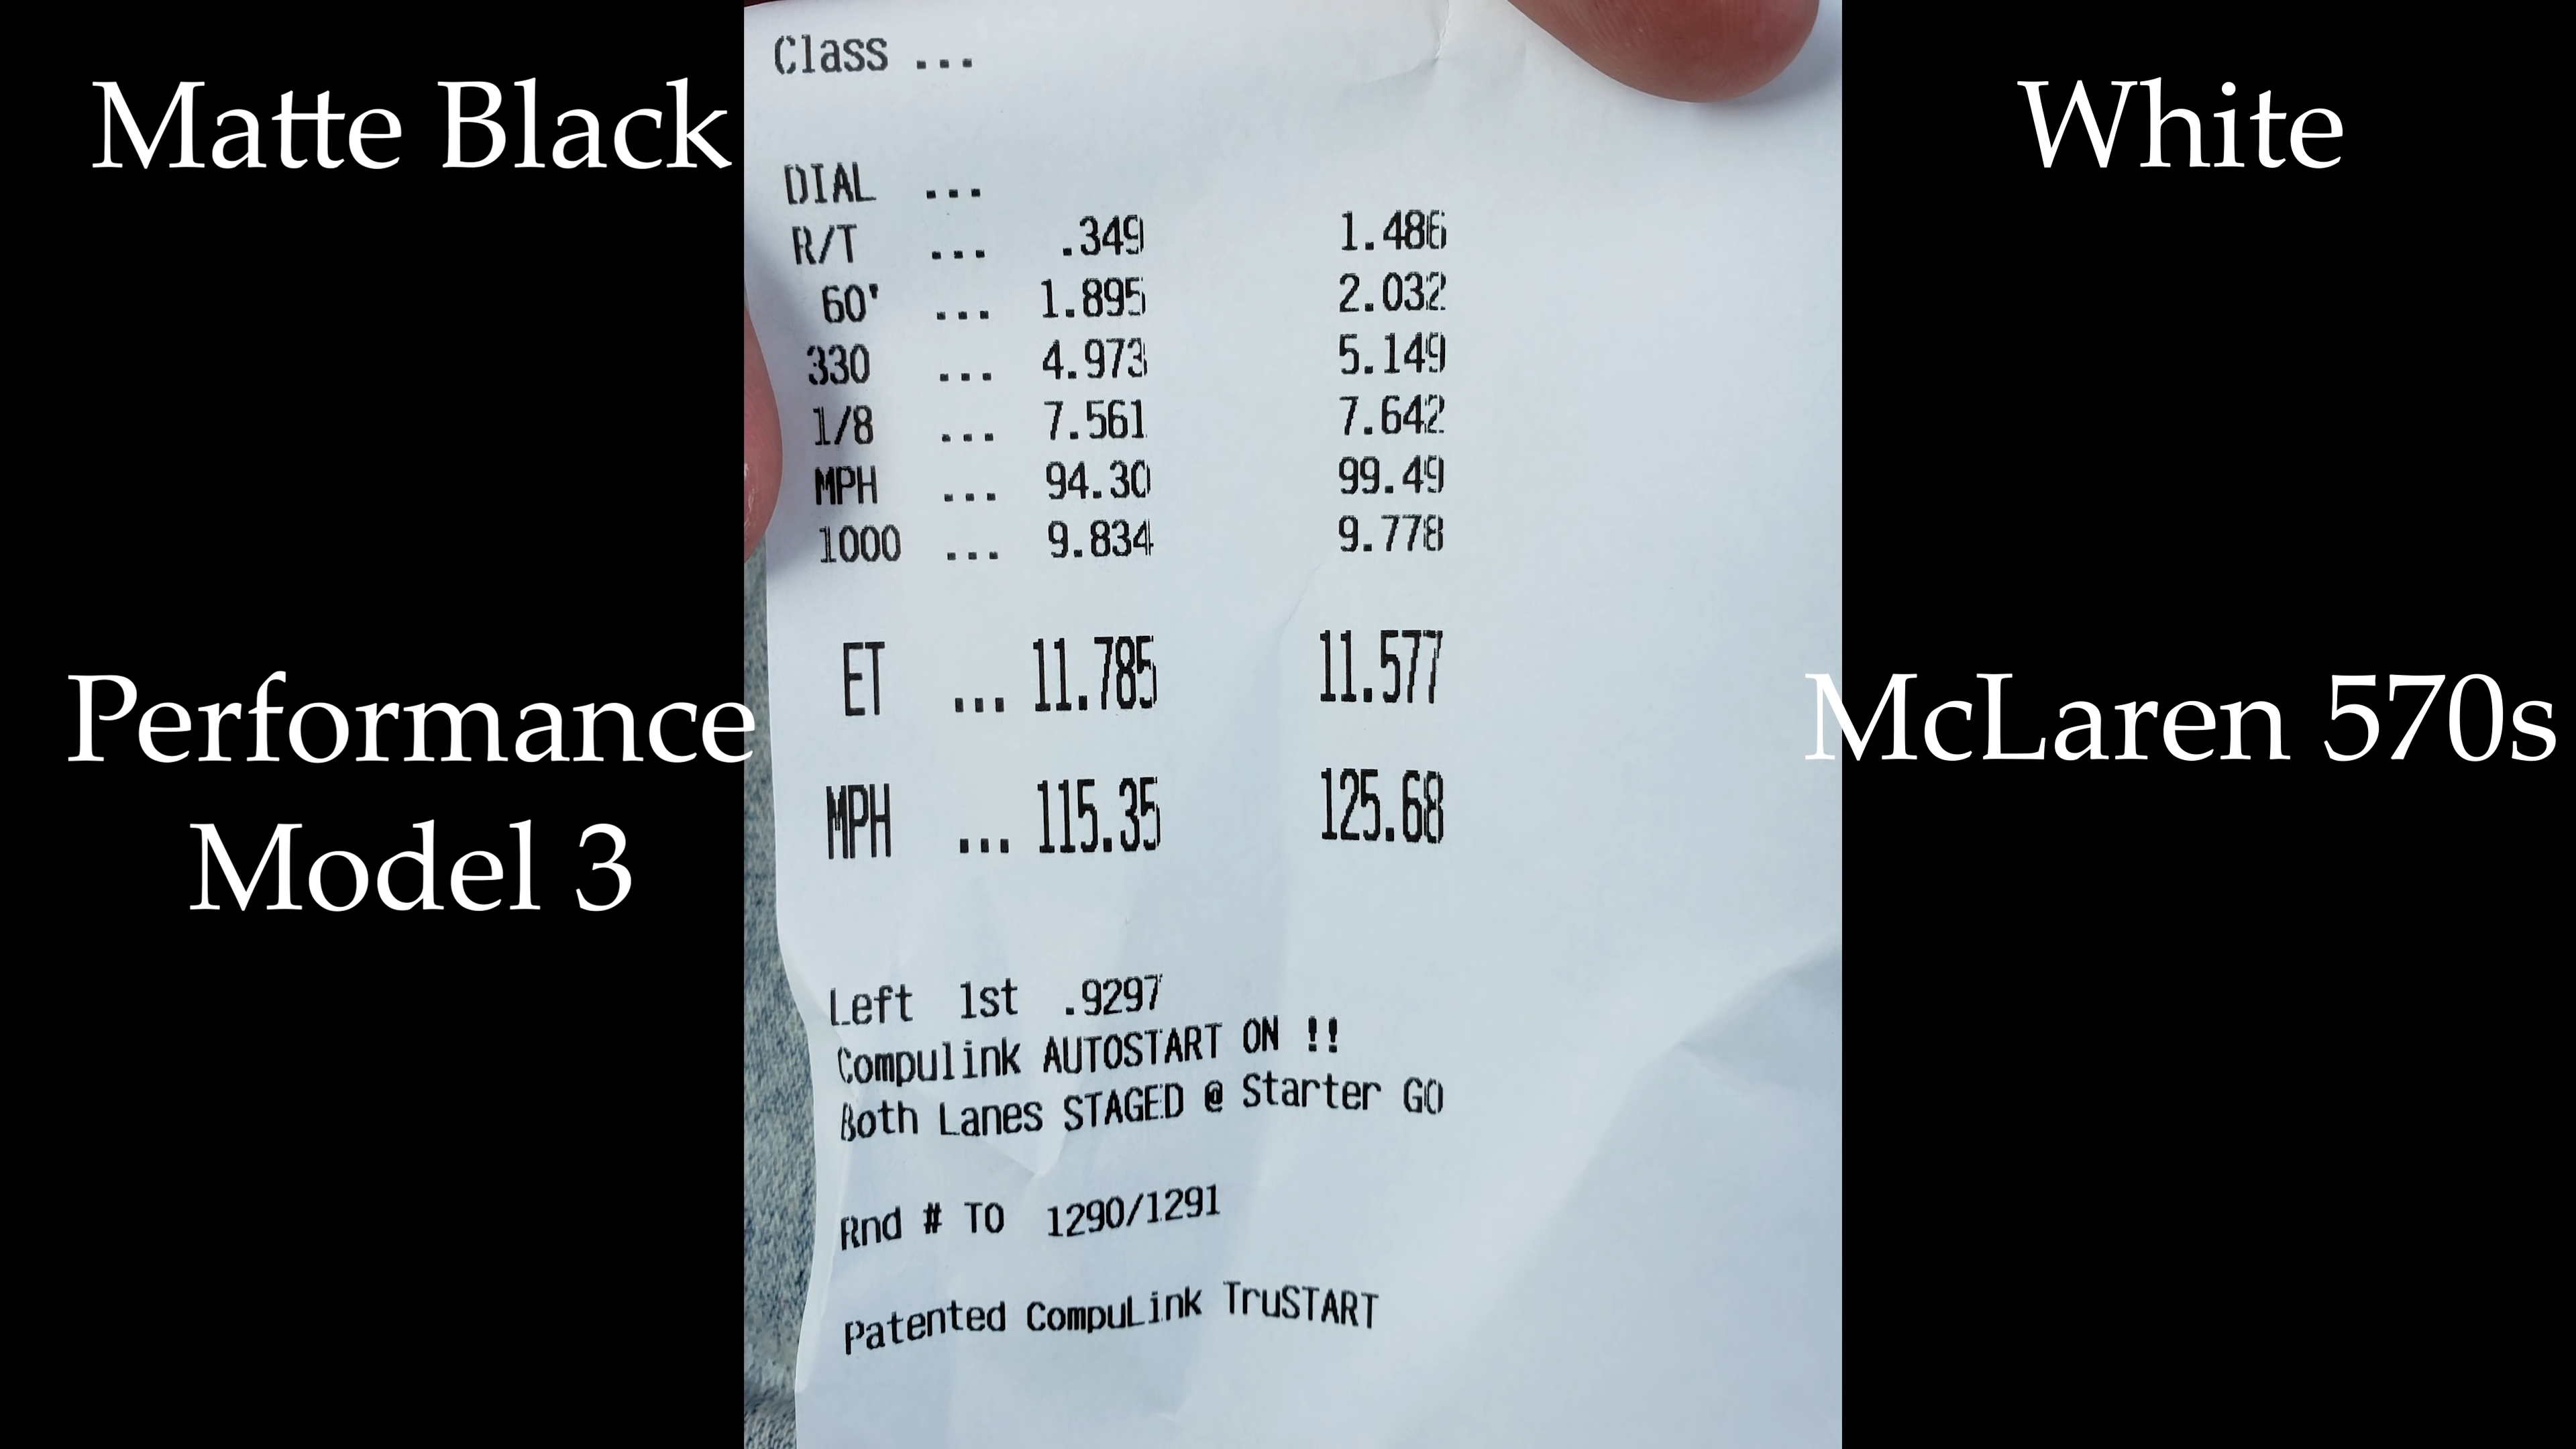 Matte Black
Performance
Model 3
Class ...
DIAL ...
R/T ... .349 1.486
60' ... 1.895 2.032
330 ... 4.973 5.149
1/8 ... 7.561 7.642
MPH ... 94.30 99.49
1000 ... 9.834 9.778
ET ... 11.785 11.577
MPH ... 115.35 125.68
Left 1st .9297
Compulink AUTOSTART ON !!
Both Lanes STAGED @ Starter GO
Rnd # TO 1290/1291
Patented CompuLink TruSTART
White
McLaren 570s